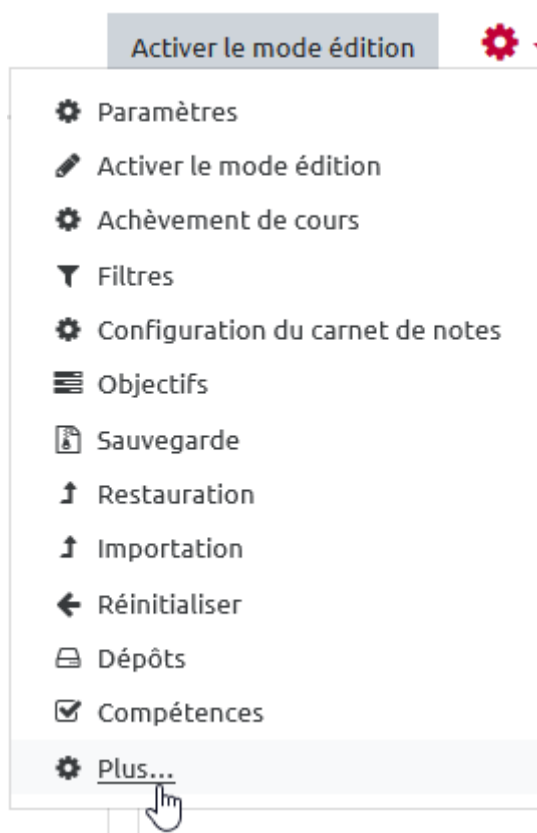 Activer le mode édition
Paramètres
Activer le mode édition
Achèvement de cours
Filtres
Configuration du carnet de notes
Objectifs
Sauvegarde
Restauration
Importation
Réinitialiser
Dépôts
Compétences
Plus...